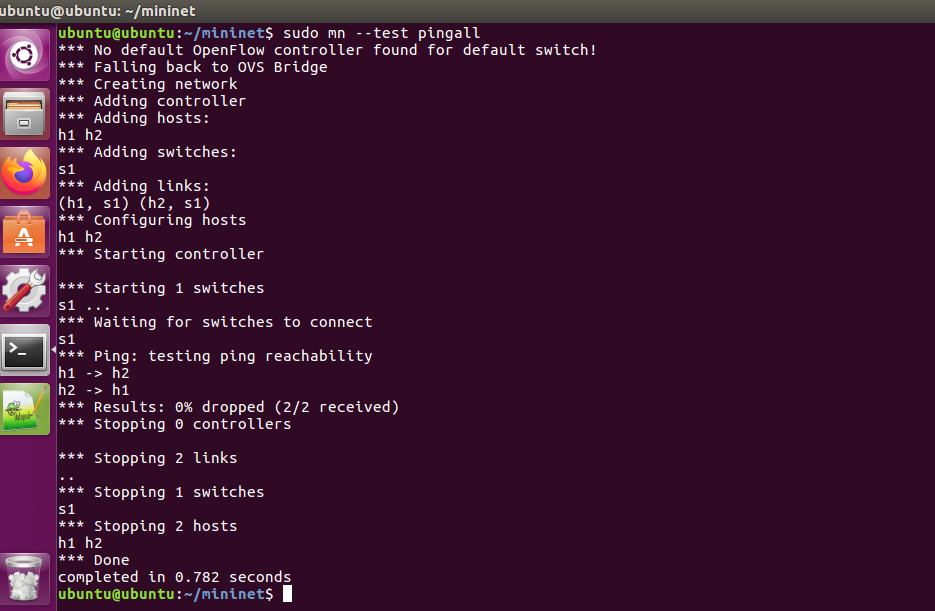 ubuntu@ubuntu: ~/mininet
ubuntu@ubuntu:~/mininet$ sudo mn --test pingall
*** No default OpenFlow controller found for default switch!
*** Falling back to OVS Bridge
*** Creating network
*** Adding controller
*** Adding hosts:
h1 h2
*** Adding switches:
s1
*** Adding links:
(h1, s1) (h2, s1)
*** Configuring hosts
h1 h2
*** Starting controller

*** Starting 1 switches
s1 ...
*** Waiting for switches to connect
s1
*** Ping: testing ping reachability
h1 -> h2
h2 -> h1
*** Results: 0% dropped (2/2 received)
*** Stopping 0 controllers

*** Stopping 2 links
..
*** Stopping 1 switches
s1
*** Stopping 2 hosts
h1 h2
*** Done
completed in 0.782 seconds
ubuntu@ubuntu:~/mininet$